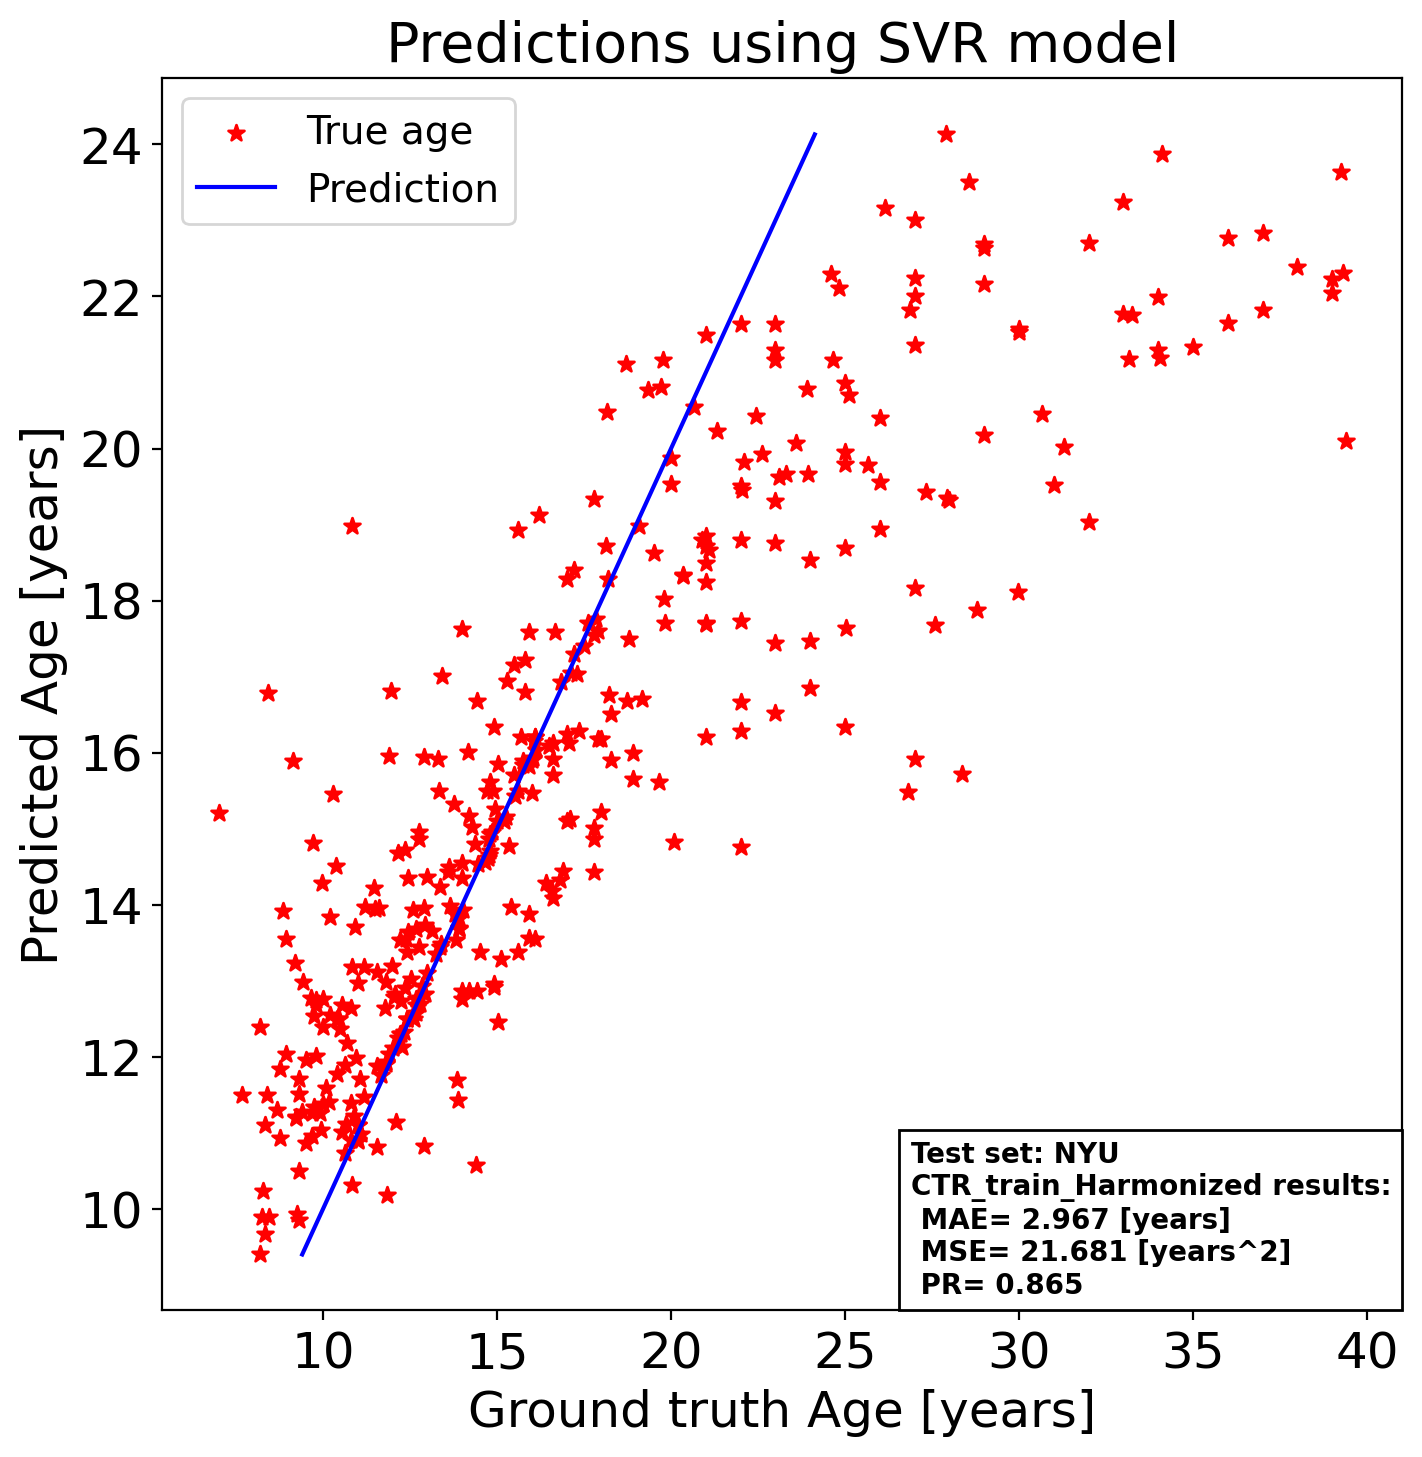 Predictions using SVR model
True age
Prediction
24
22
20
18
16
14
12
10
Predicted Age [years]
Test set: NYU
CTR_train_Harmonized results:
MAE= 2.967 [years]
MSE= 21.681 [years^2]
PR= 0.865
10 15 20 25 30 35 40
Ground truth Age [years]